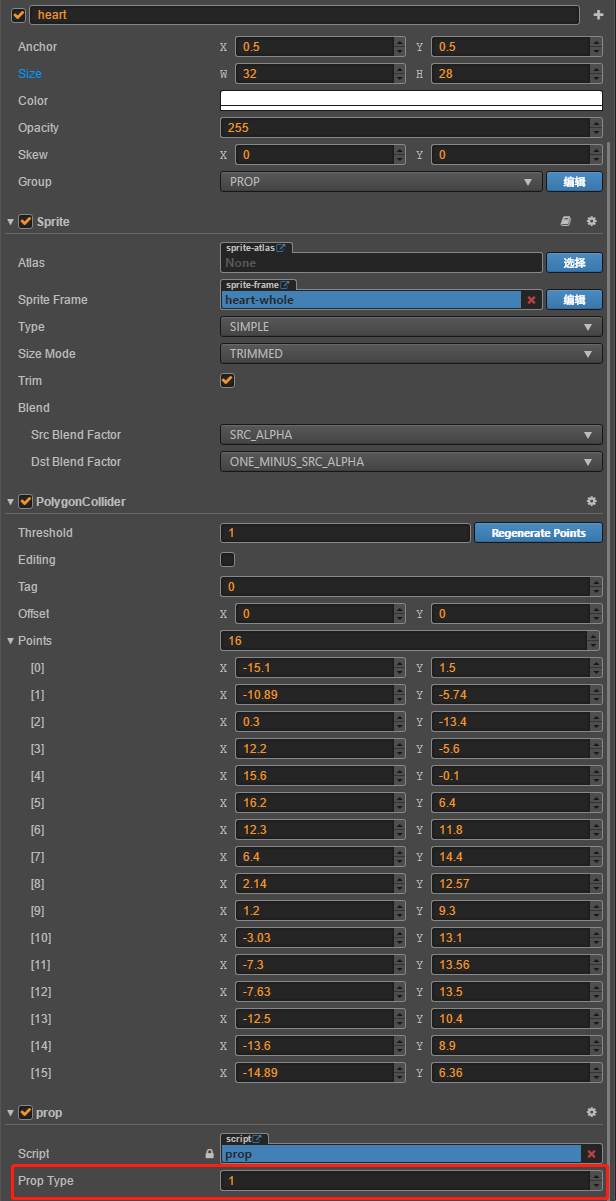 heart
Anchor X 0.5 Y 0.5
Size W 32 H 28
Color
Opacity 255
Skew X 0 Y 0
Group PROP 编辑
Sprite
sprite-atlas
Atlas None 选择
sprite-frame
Sprite Frame heart-whole 编辑
Type SIMPLE
Size Mode TRIMMED
Trim
Blend
Src Blend Factor SRC_ALPHA
Dst Blend Factor ONE_MINUS_SRC_ALPHA
PolygonCollider
Threshold 1 Regenerate Points
Editing
Tag 0
Offset X 0 Y 0
Points 16
[0] X -15.1 Y 1.5
[1] X -10.89 Y -5.74
[2] X 0.3 Y -13.4
[3] X 12.2 Y -5.6
[4] X 15.6 Y -0.1
[5] X 16.2 Y 6.4
[6] X 12.3 Y 11.8
[7] X 6.4 Y 14.4
[8] X 2.14 Y 12.57
[9] X 1.2 Y 9.3
[10] X -3.03 Y 13.1
[11] X -7.3 Y 13.56
[12] X -7.63 Y 13.5
[13] X -12.5 Y 10.4
[14] X -13.6 Y 8.9
[15] X -14.89 Y 6.36
prop
script
Script prop
Prop Type 1